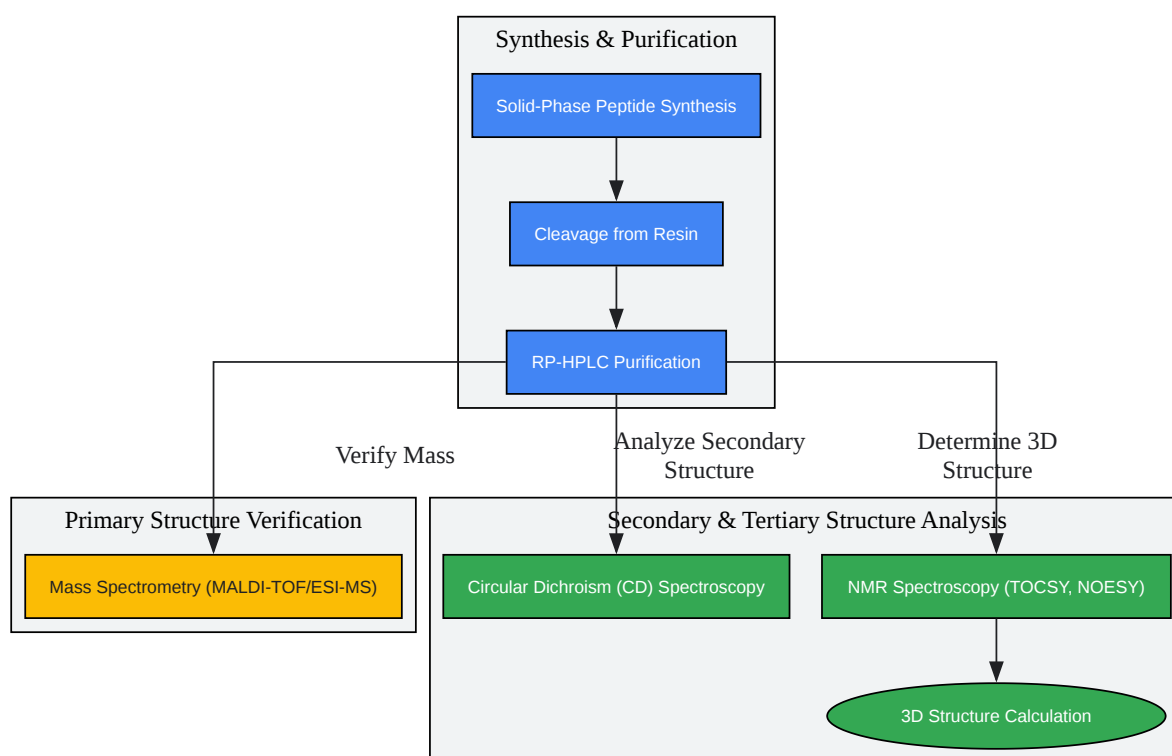 Synthesis & Purification
Solid-Phase Peptide Synthesis
Cleavage from Resin
RP-HPLC Purification
Verify Mass
Analyze Secondary
Structure
Determine 3D
Structure
Primary Structure Verification
Mass Spectrometry (MALDI-TOF/ESI-MS)
Secondary & Tertiary Structure Analysis
Circular Dichroism (CD) Spectroscopy
NMR Spectroscopy (TOCSY, NOESY)
3D Structure Calculation